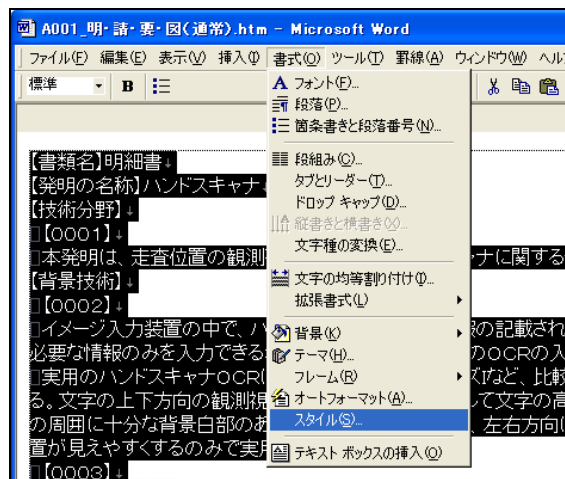 A001_明・請・要・図(通常).htm - Microsoft Word
ファイル(F) 編集(E) 表示(V) 挿入(I) 書式(O) ツール(T) 罫線(A) ウィンドウ(W) ヘル
標準 B
A フォント(F)...
段落(P)...
箇条書きと段落番号(N)...
段組み(C)...
タブとリーダー(T)...
ドロップ キャップ(D)...
縦書きと横書き(X)...
文字種の変換(E)...
文字の均等割り付け(I)...
拡張書式(L)
背景(K)
テーマ(H)...
フレーム(R)
オートフォーマット(A)...
スタイル(S)...
テキスト ボックスの挿入(O)
【書類名】明細書↓
【発明の名称】ハンドスキャナ
【技術分野】↓
□【0001】↓
□本発明は、走査位置の観測 ャナに関する
【背景技術】↓
□【0002】↓
□イメージ入力装置の中で、ハ 報の記載され
必要な情報のみを入力できる のOCRの入
□実用のハンドスキャナOCR( ズ]など、比較
る。文字の上下方向の観測視 て文字の高
の周囲に十分な背景白部のあ 、左右方向(
置が見えやすくするのみで実用
□【0003】↓